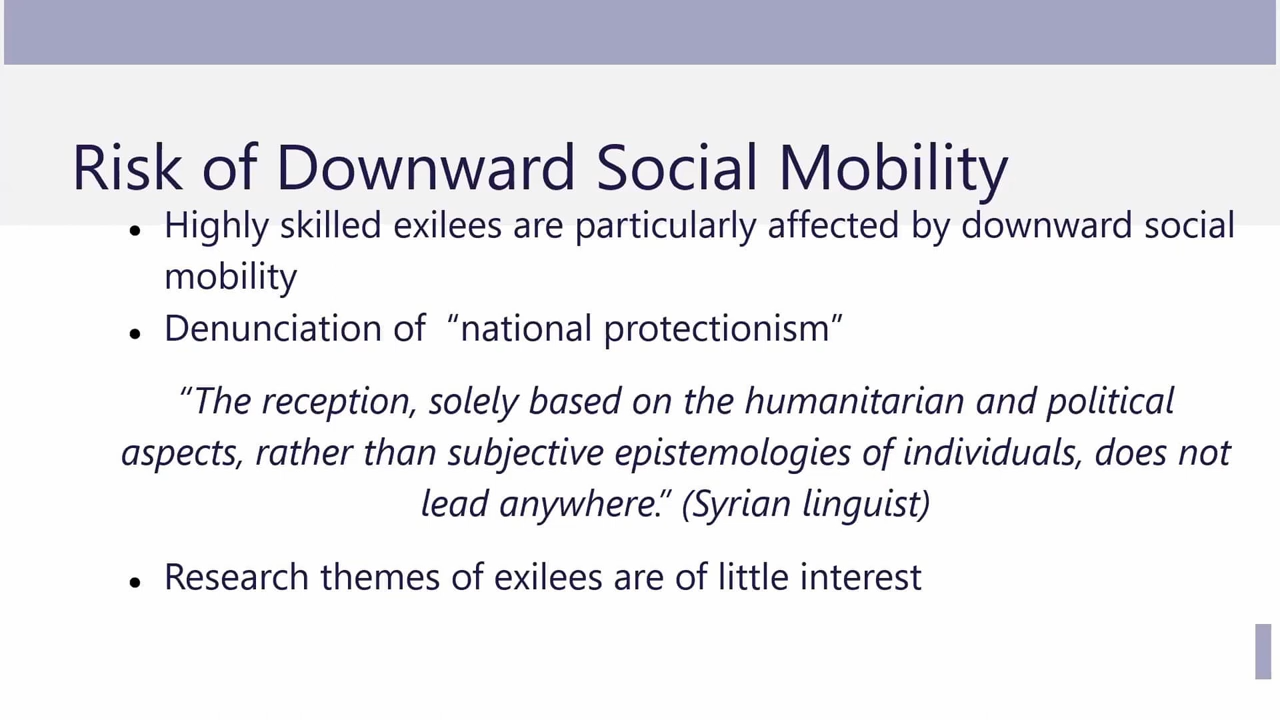 Risk of Downward Social Mobility
• Highly skilled exilees are particularly affected by downward social
mobility
• Denunciation of “national protectionism”
“The reception, solely based on the humanitarian and political
aspects, rather than subjective epistemologies of individuals, does not
lead anywhere.” (Syrian linguist)
• Research themes of exilees are of little interest